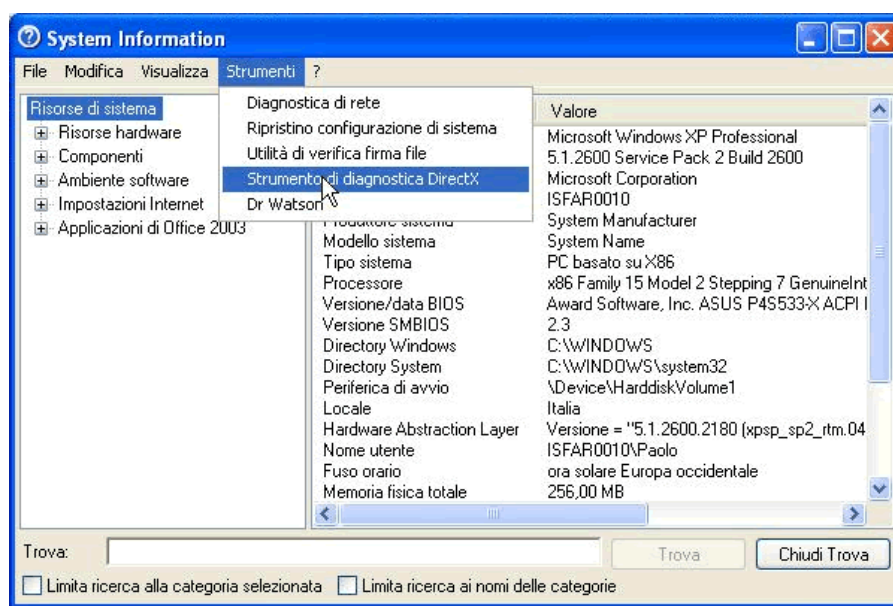 System Information
File Modifica Visualizza Strumenti ?
Risorse di sistema
Risorse hardware
Componenti
Ambiente software
Impostazioni Internet
Applicazioni di Office 2003
Diagnostica di rete
Ripristino configurazione di sistema
Utilità di verifica firma file
Strumento di diagnostica DirectX
Dr Watson
Valore
Microsoft Windows XP Professional
5.1.2600 Service Pack 2 Build 2600
Microsoft Corporation
ISFAR0010
Produttore sistema System Manufacturer
Modello sistema System Name
Tipo sistema PC basato su X86
Processore x86 Family 15 Model 2 Stepping 7 GenuineInt
Versione/data BIOS Award Software, Inc. ASUS P4S533-X ACPI
Versione SMBIOS 2.3
Directory Windows C:\WINDOWS
Directory System C:\WINDOWS\system32
Periferica di avvio \Device\HarddiskVolume1
Locale Italia
Hardware Abstraction Layer Versione = "5.1.2600.2180 (xpsp_sp2_rtm.04
Nome utente ISFAR0010\Paolo
Fuso orario ora solare Europa occidentale
Memoria fisica totale 256,00 MB
Trova: Trova Chiudi Trova
Limita ricerca alla categoria selezionata Limita ricerca ai nomi delle categorie